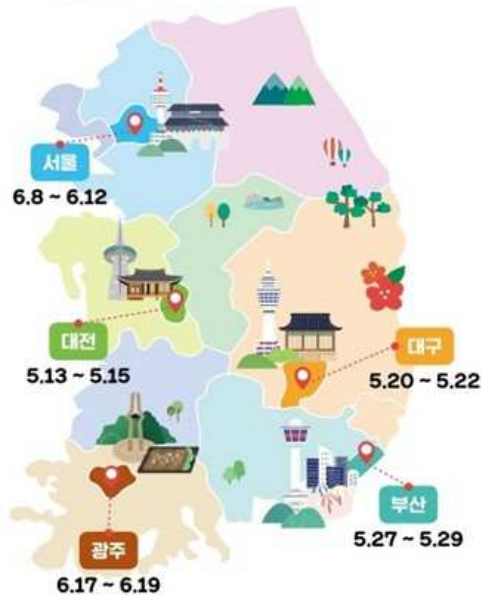 서울
6.8 ~ 6.12
대전
5.13 ~ 5.15
대구
5.20 ~ 5.22
부산
5.27 ~ 5.29
광주
6.17 ~ 6.19